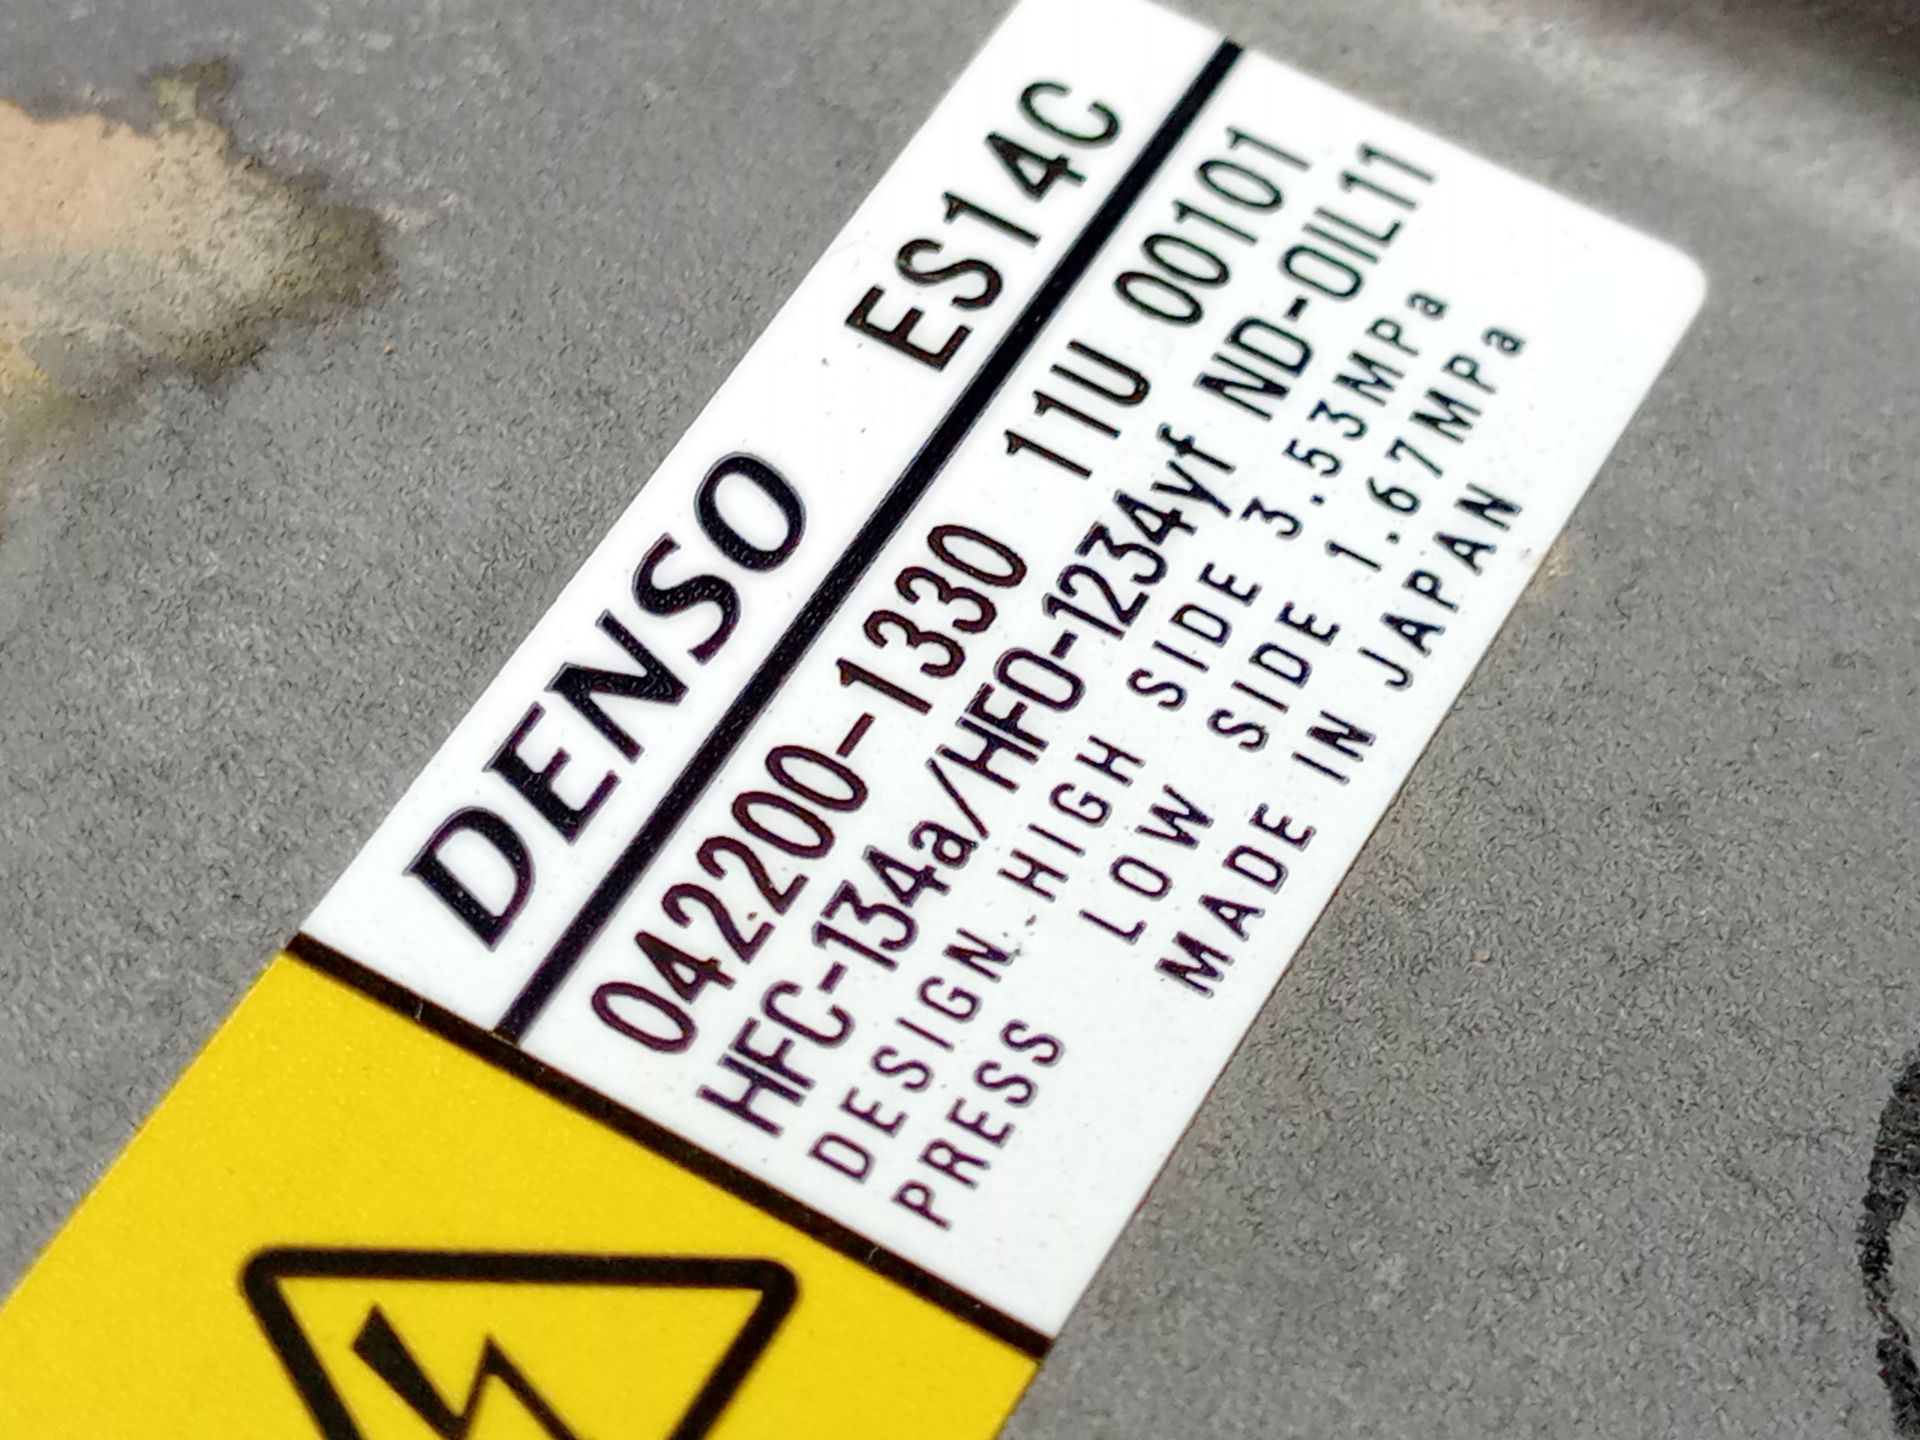 DENSO ES14C
042200-1330 11U 00101
HFC-134a/HFO-1234yf ND-OIL11
DESIGN HIGH SIDE 3.53MPa
PRESS LOW SIDE 1.67MPa
MADE IN JAPAN